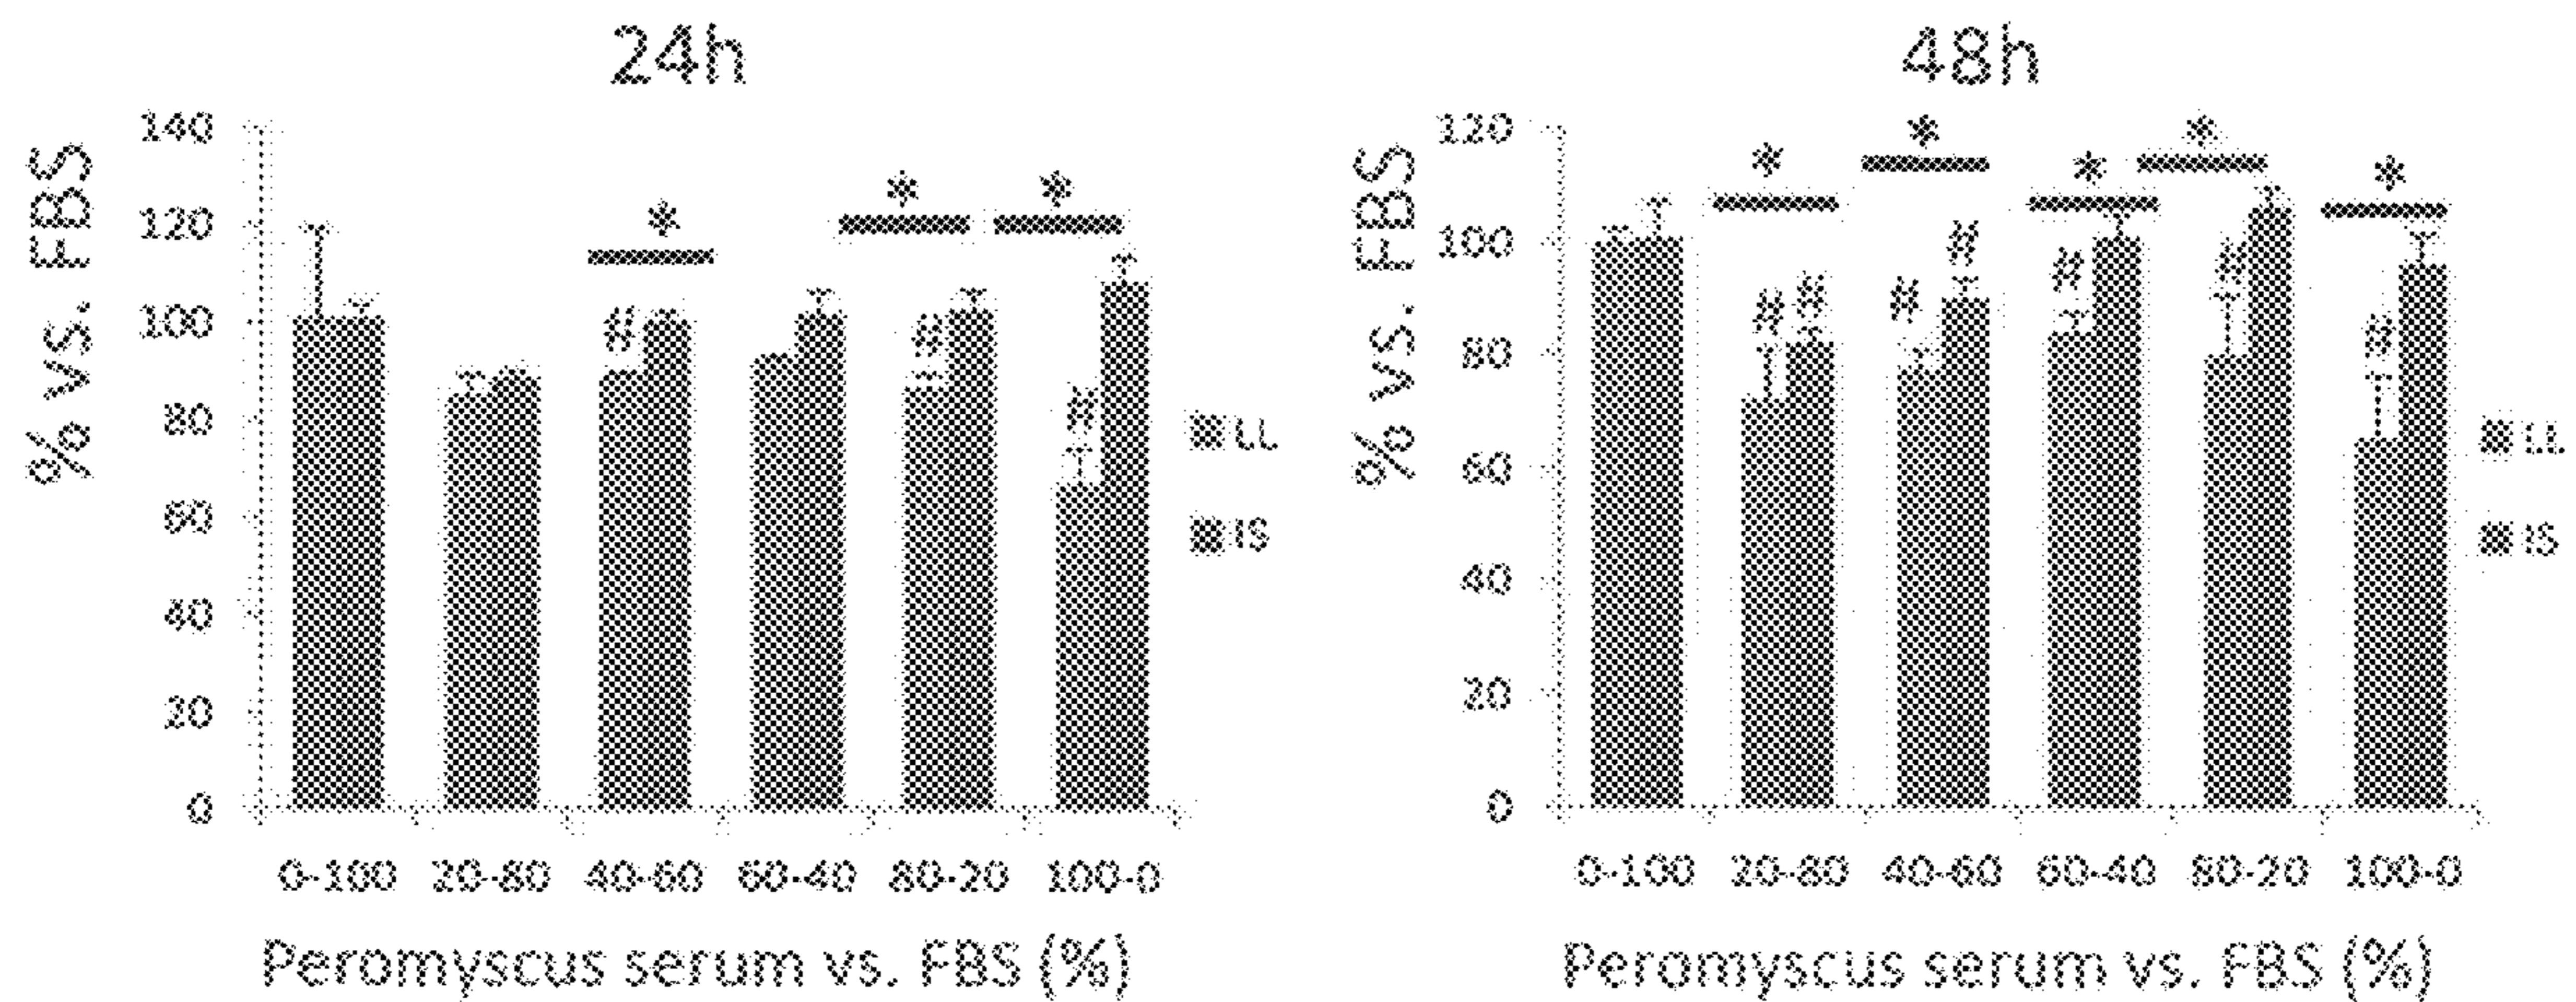 24h
% vs. FBS
140
120
100
80
60
40
20
0
*
*
*
#
#
#
LL
IS
0-100 20-80 40-60 60-40 80-20 100-0
Peromyscus serum vs. FBS (%)
48h
% vs. FBS
120
100
80
60
40
20
0
*
*
*
*
*
#
#
#
#
#
#
#
LL
IS
0-100 20-80 40-60 60-40 80-20 100-0
Peromyscus serum vs. FBS (%)